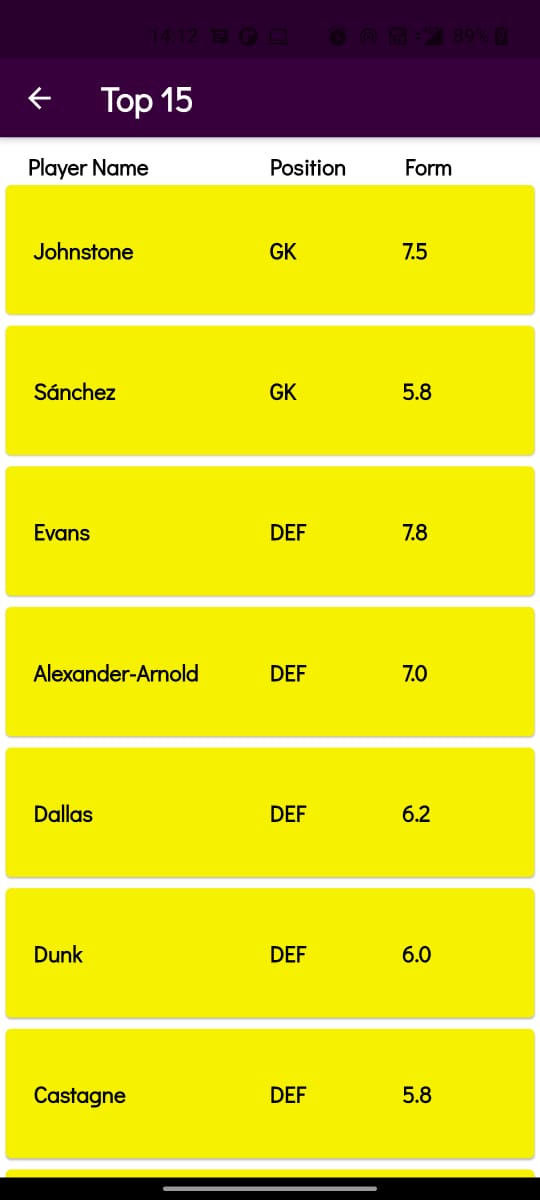 14:12 89%
Top 15
Player Name Position Form
Johnstone GK 7.5
Sánchez GK 5.8
Evans DEF 7.8
Alexander-Arnold DEF 7.0
Dallas DEF 6.2
Dunk DEF 6.0
Castagne DEF 5.8